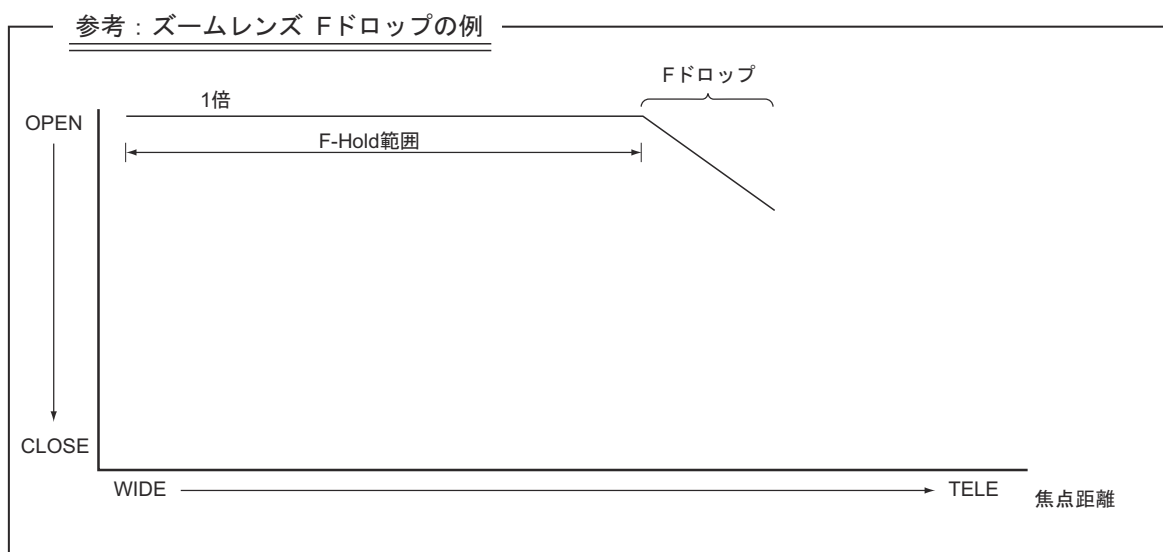 参考：ズームレンズ Fドロップの例
Fドロップ
1倍
OPEN
F-Hold範囲
CLOSE
WIDE
TELE
焦点距離